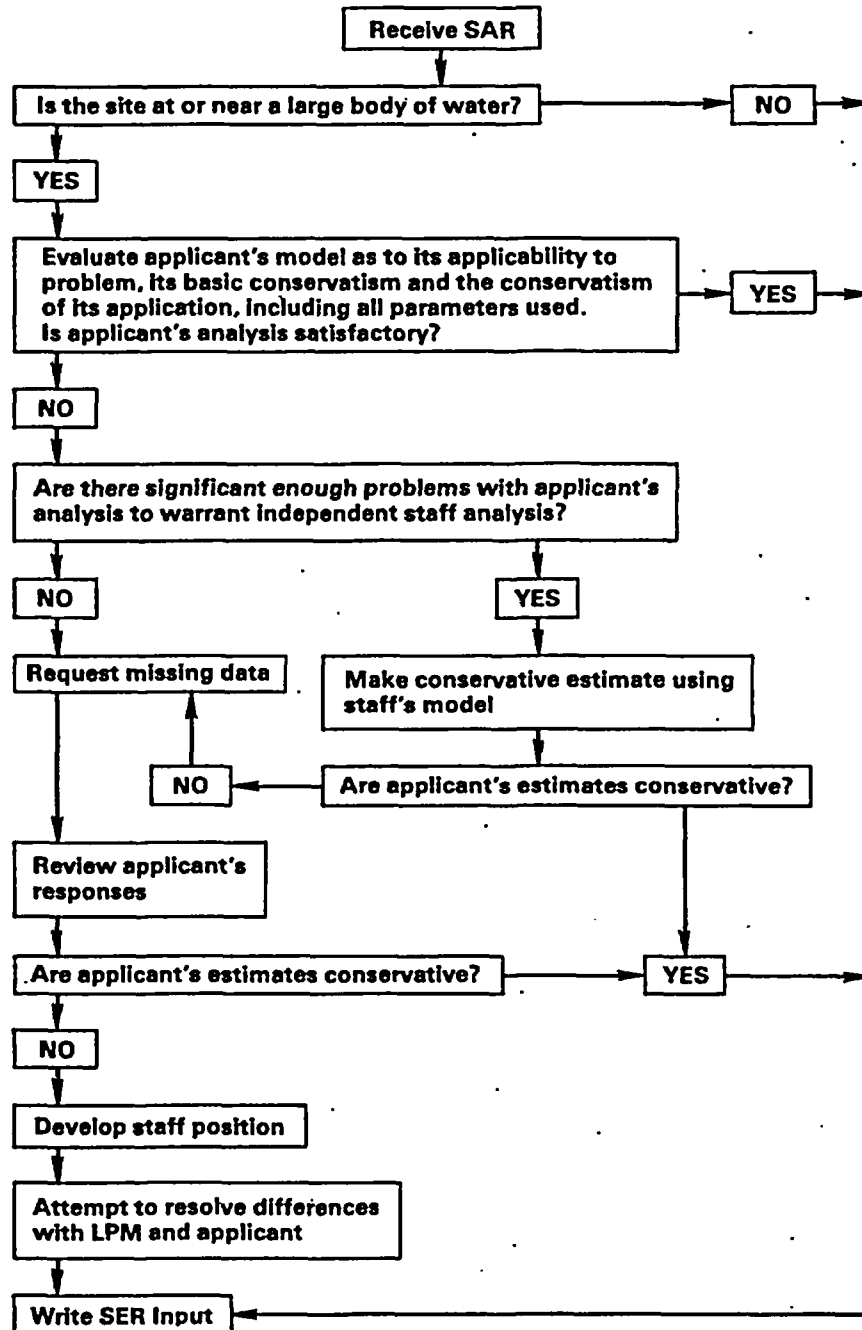 Receive SAR
Is the site at or near a large body of water?
NO
YES
Evaluate applicant's model as to its applicability to
problem, its basic conservatism and the conservatism
of its application, including all parameters used.
Is applicant's analysis satisfactory?
YES
NO
Are there significant enough problems with applicant's
analysis to warrant independent staff analysis?
NO
YES
Request missing data
Make conservative estimate using
staff's model
NO
Are applicant's estimates conservative?
Review applicant's
responses
Are applicant's estimates conservative?
YES
NO
Develop staff position
Attempt to resolve differences
with LPM and applicant
Write SER Input